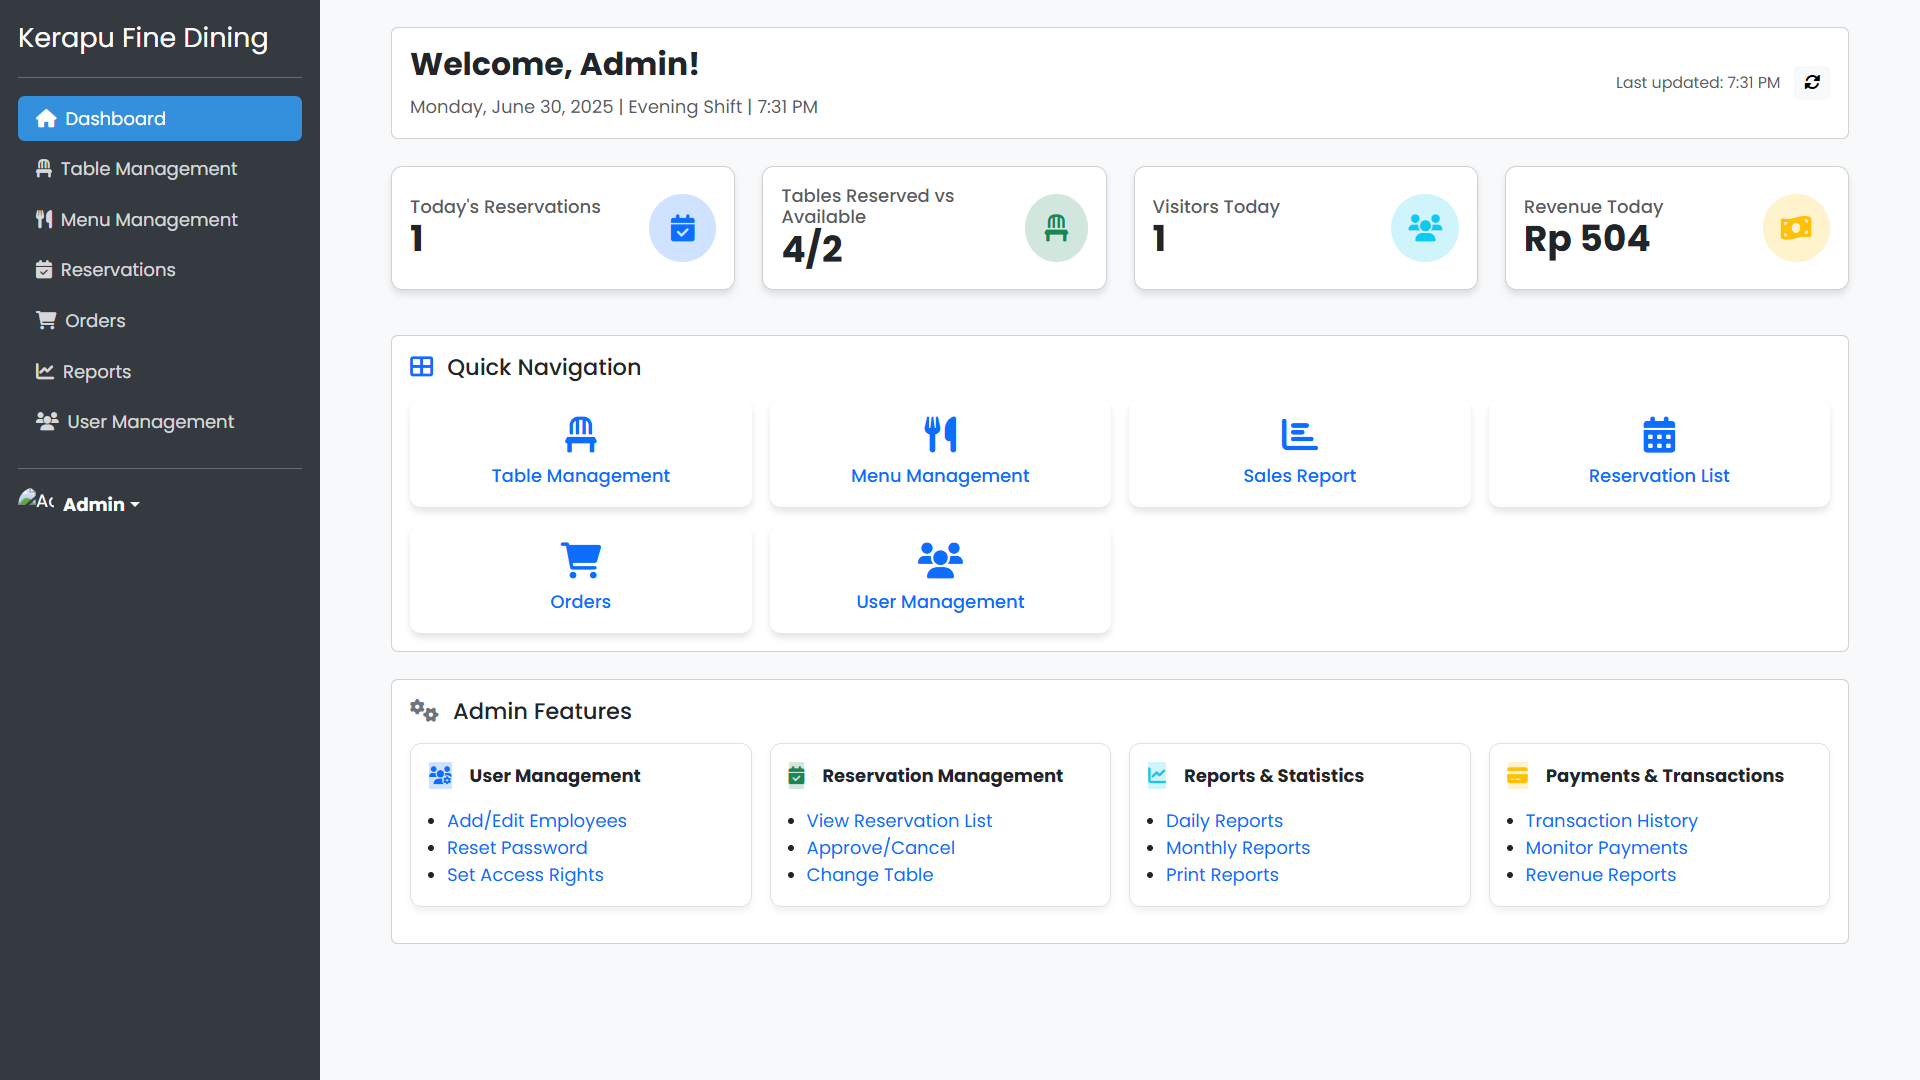 Kerapu Fine Dining
Dashboard
Table Management
Menu Management
Reservations
Orders
Reports
User Management
Ac
Admin
Welcome, Admin!
Monday, June 30, 2025 | Evening Shift | 7:31 PM
Last updated: 7:31 PM
Today's Reservations
1
Tables Reserved vs
Available
4/2
Visitors Today
1
Revenue Today
Rp 504
Quick Navigation
Table Management
Menu Management
Sales Report
Reservation List
Orders
User Management
Admin Features
User Management
Add/Edit Employees
Reset Password
Set Access Rights
Reservation Management
View Reservation List
Approve/Cancel
Change Table
Reports & Statistics
Daily Reports
Monthly Reports
Print Reports
Payments & Transactions
Transaction History
Monitor Payments
Revenue Reports